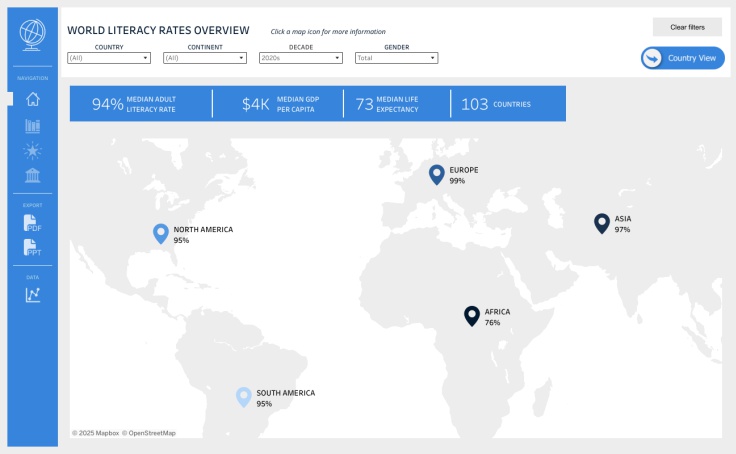 WORLD LITERACY RATES OVERVIEW
Click a map icon for more information
Clear filters
COUNTRY
CONTINENT
DECADE
GENDER
(All)
(All)
2020s
Total
Country View
NAVIGATION
EXPORT
PDF
PPT
DATA
94% MEDIAN ADULT
LITERACY RATE
$4K MEDIAN GDP
PER CAPITA
73 MEDIAN LIFE
EXPECTANCY
103 COUNTRIES
EUROPE
99%
ASIA
97%
NORTH AMERICA
95%
AFRICA
76%
SOUTH AMERICA
95%
© 2025 Mapbox © OpenStreetMap